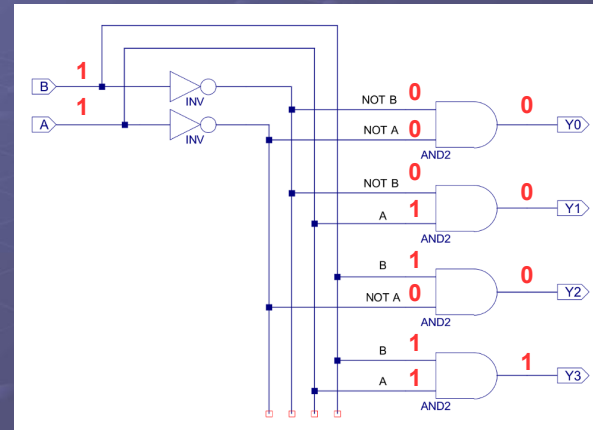 B 1
INV
A 1
INV
NOT B 0
NOT A 0
AND2
0 Y0
NOT B 0
A 1
AND2
0 Y1
B 1
NOT A 0
AND2
0 Y2
B 1
A 1
AND2
1 Y3